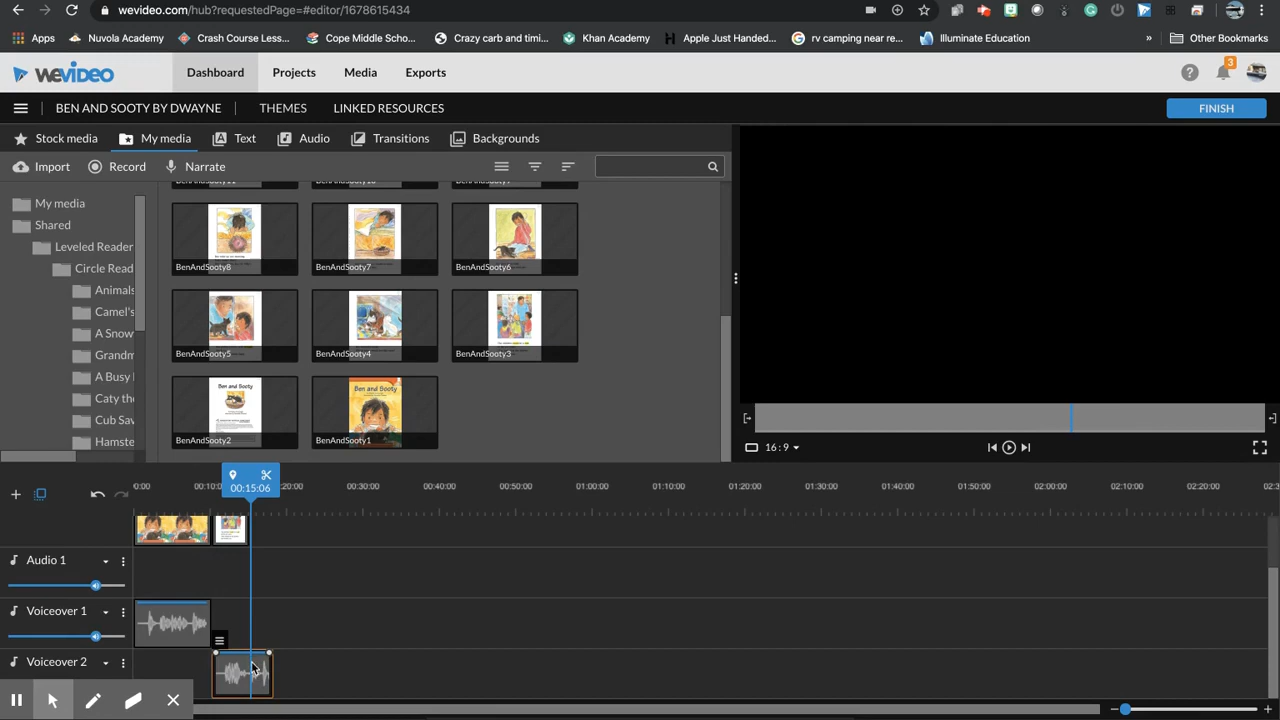 wevideo.com/hub?requestedPage=#editor/1678615434
Apps Nuvola Academy Crash Course Less... Cope Middle Scho... Crazy carb and timi... Khan Academy Apple Just Handed... rv camping near re... Illuminate Education » Other Bookmarks
wevideo Dashboard Projects Media Exports 3
BEN AND SOOTY BY DWAYNE THEMES LINKED RESOURCES FINISH
Stock media My media Text Audio Transitions Backgrounds
Import Record Narrate
My media
Shared
Leveled Reader
Circle Read
Animals
Camel's
A Snow
Grandm
A Busy
Caty the
Cub Sav
Hamste
BenAndSooty8 BenAndSooty7 BenAndSooty6
BenAndSooty5 BenAndSooty4 BenAndSooty3
Ben and Sooty Ben and Sooty
BenAndSooty2 BenAndSooty1
16:9
00:15:06
0:00 00:10:0 :20:00 00:30:00 00:40:00 00:50:00 01:00:00 01:10:00 01:20:00 01:30:00 01:40:00 01:50:00 02:00:00 02:10:00 02:20:00 02:3
Audio 1
Voiceover 1
Voiceover 2